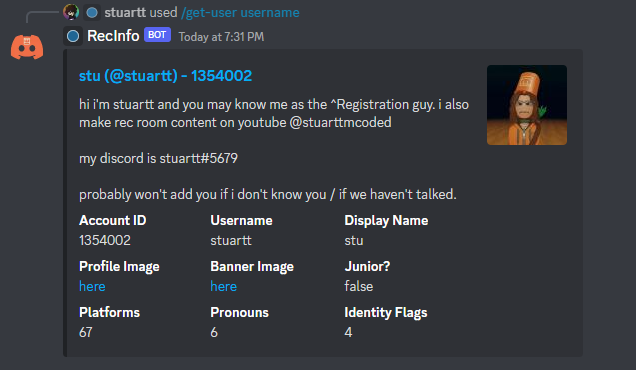 stuartt used /get-user username
RecInfo BOT Today at 7:31 PM
stu (@stuartt) - 1354002
hi i'm stuartt and you may know me as the ^Registration guy. i also
make rec room content on youtube @stuarttmcoded
my discord is stuartt#5679
probably won't add you if i don't know you / if we haven't talked.
Account ID Username Display Name
1354002 stuartt stu
Profile Image Banner Image Junior?
here here false
Platforms Pronouns Identity Flags
67 6 4